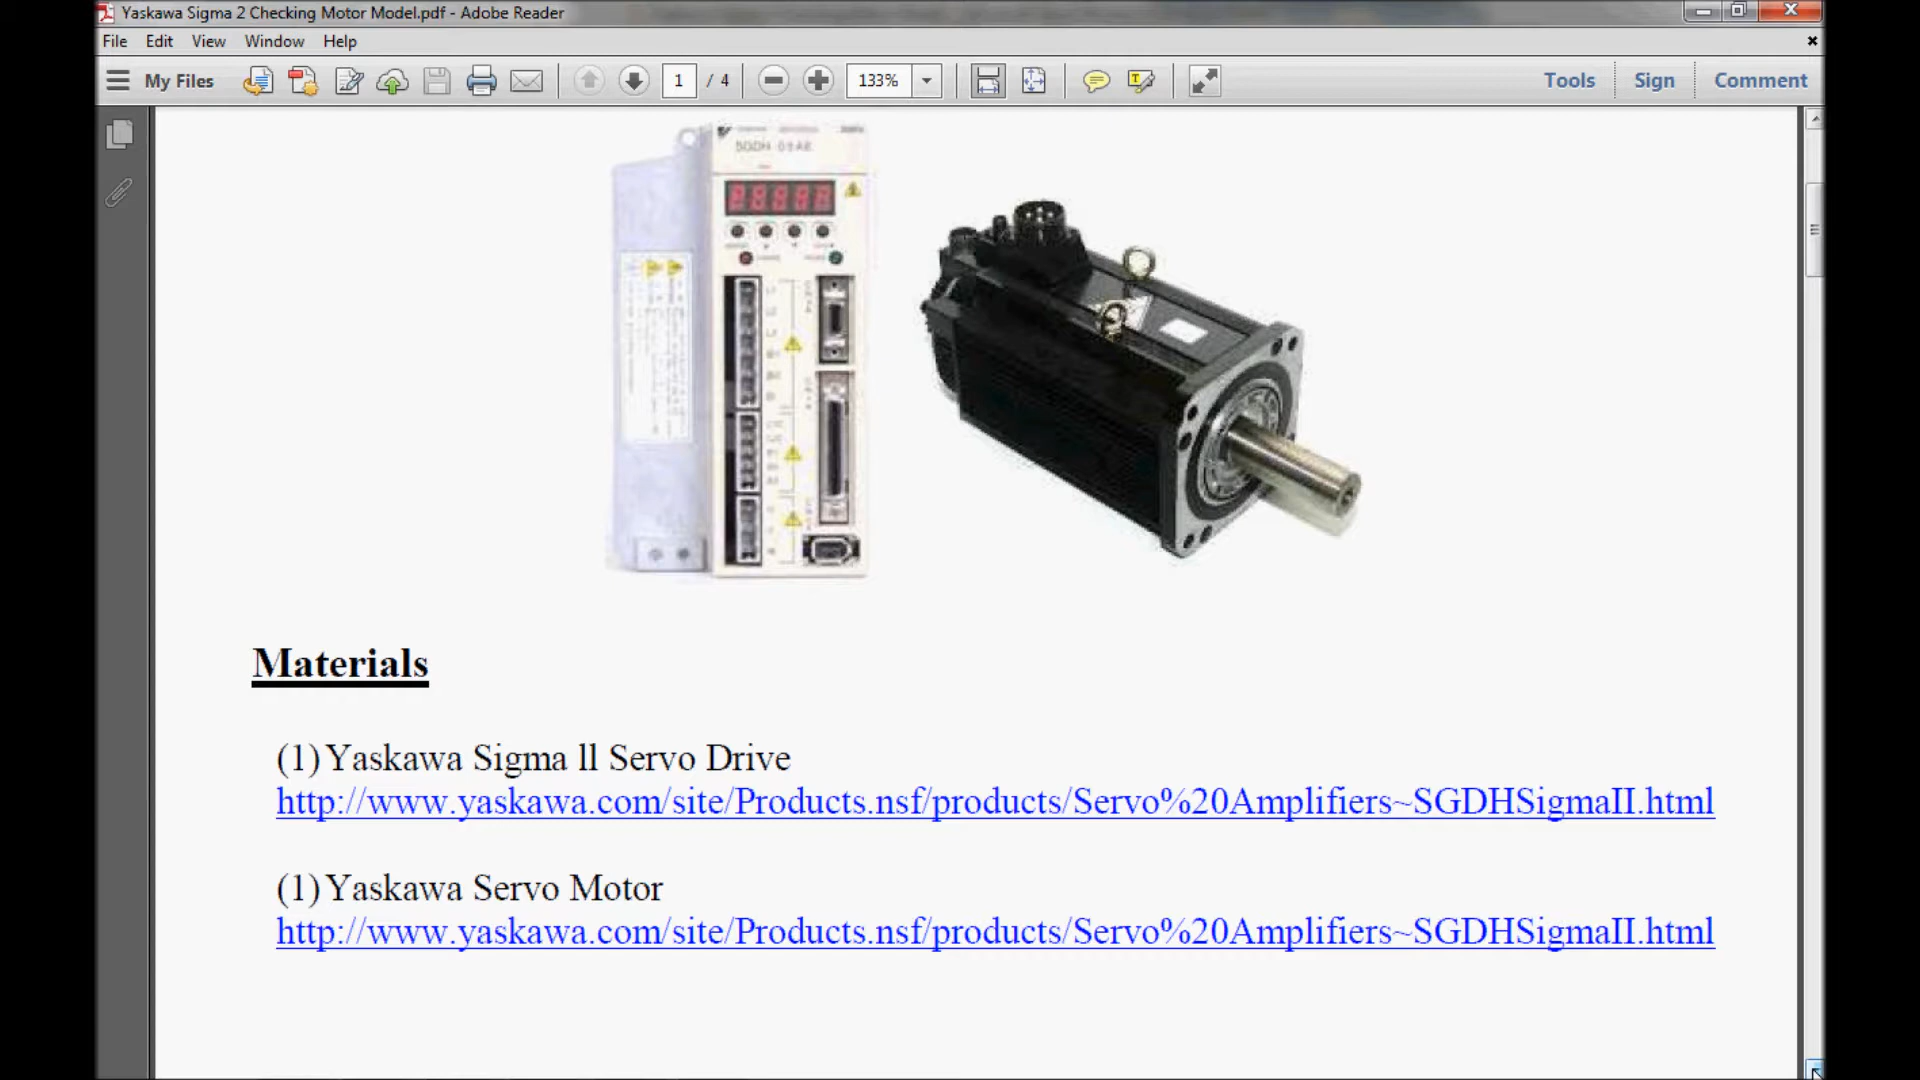 Yaskawa Sigma 2 Checking Motor Model.pdf - Adobe Reader
File Edit View Window Help
My Files 1 / 4 133% Tools Sign Comment
SGDH
Materials
(1) Yaskawa Sigma ll Servo Drive
http://www.yaskawa.com/site/Products.nsf/products/Servo%20Amplifiers~SGDHSigmaII.html
(1) Yaskawa Servo Motor
http://www.yaskawa.com/site/Products.nsf/products/Servo%20Amplifiers~SGDHSigmaII.html